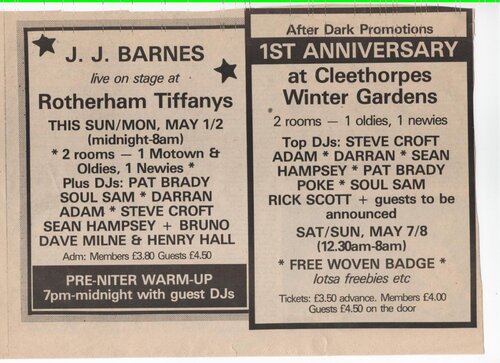 J. J. BARNES
live on stage at
Rotherham Tiffanys
THIS SUN/MON, MAY 1/2
(midnight-8am)
* 2 rooms — 1 Motown &
Oldies, 1 Newies *
Plus DJs: PAT BRADY
SOUL SAM * DARRAN
ADAM * STEVE CROFT
SEAN HAMPSEY + BRUNO
DAVE MILNE & HENRY HALL
Adm: Members £3.80 Guests £4.50
PRE-NITER WARM-UP
7pm-midnight with guest DJs
After Dark Promotions
1ST ANNIVERSARY
at Cleethorpes
Winter Gardens
2 rooms — 1 oldies, 1 newies
Top DJs: STEVE CROFT
ADAM * DARRAN * SEAN
HAMPSEY * PAT BRADY
POKE * SOUL SAM
RICK SCOTT + guests to be
announced
SAT/SUN, MAY 7/8
(12.30am-8am)
* FREE WOVEN BADGE *
lotsa freebies etc
Tickets: £3.50 advance. Members £4.00
Guests £4.50 on the door